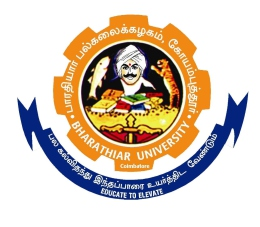 பாரதியார் பல்கலைக்கழகம், கோயம்புத்தூர்
BHARATHIAR UNIVERSITY
Coimbatore
பல கல்விதந்து இந்தப்பாரை உயர்த்திட வேண்டும்
EDUCATE TO ELEVATE